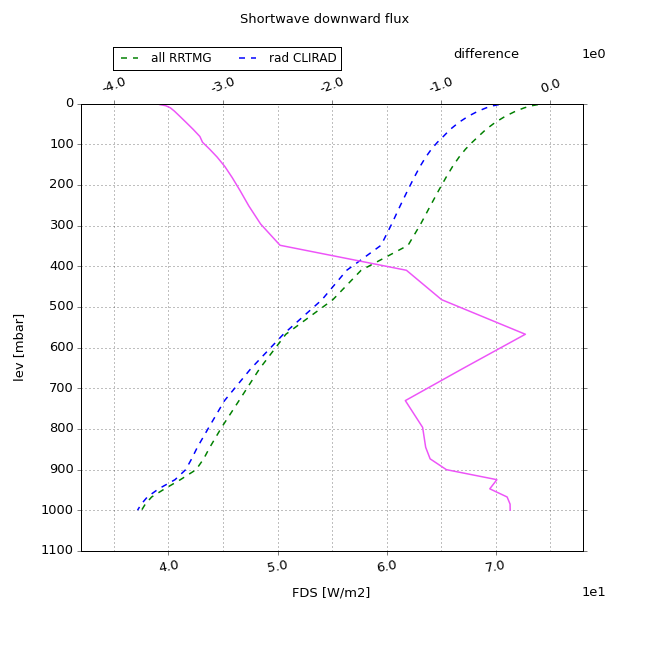 Shortwave downward flux
all RRTMG rad CLIRAD difference 1e0
-4.0 -3.0 -2.0 -1.0 0.0
0
100
200
300
400
500
600
700
800
900
1000
1100
lev [mbar]
4.0 5.0 6.0 7.0
FDS [W/m2] 1e1